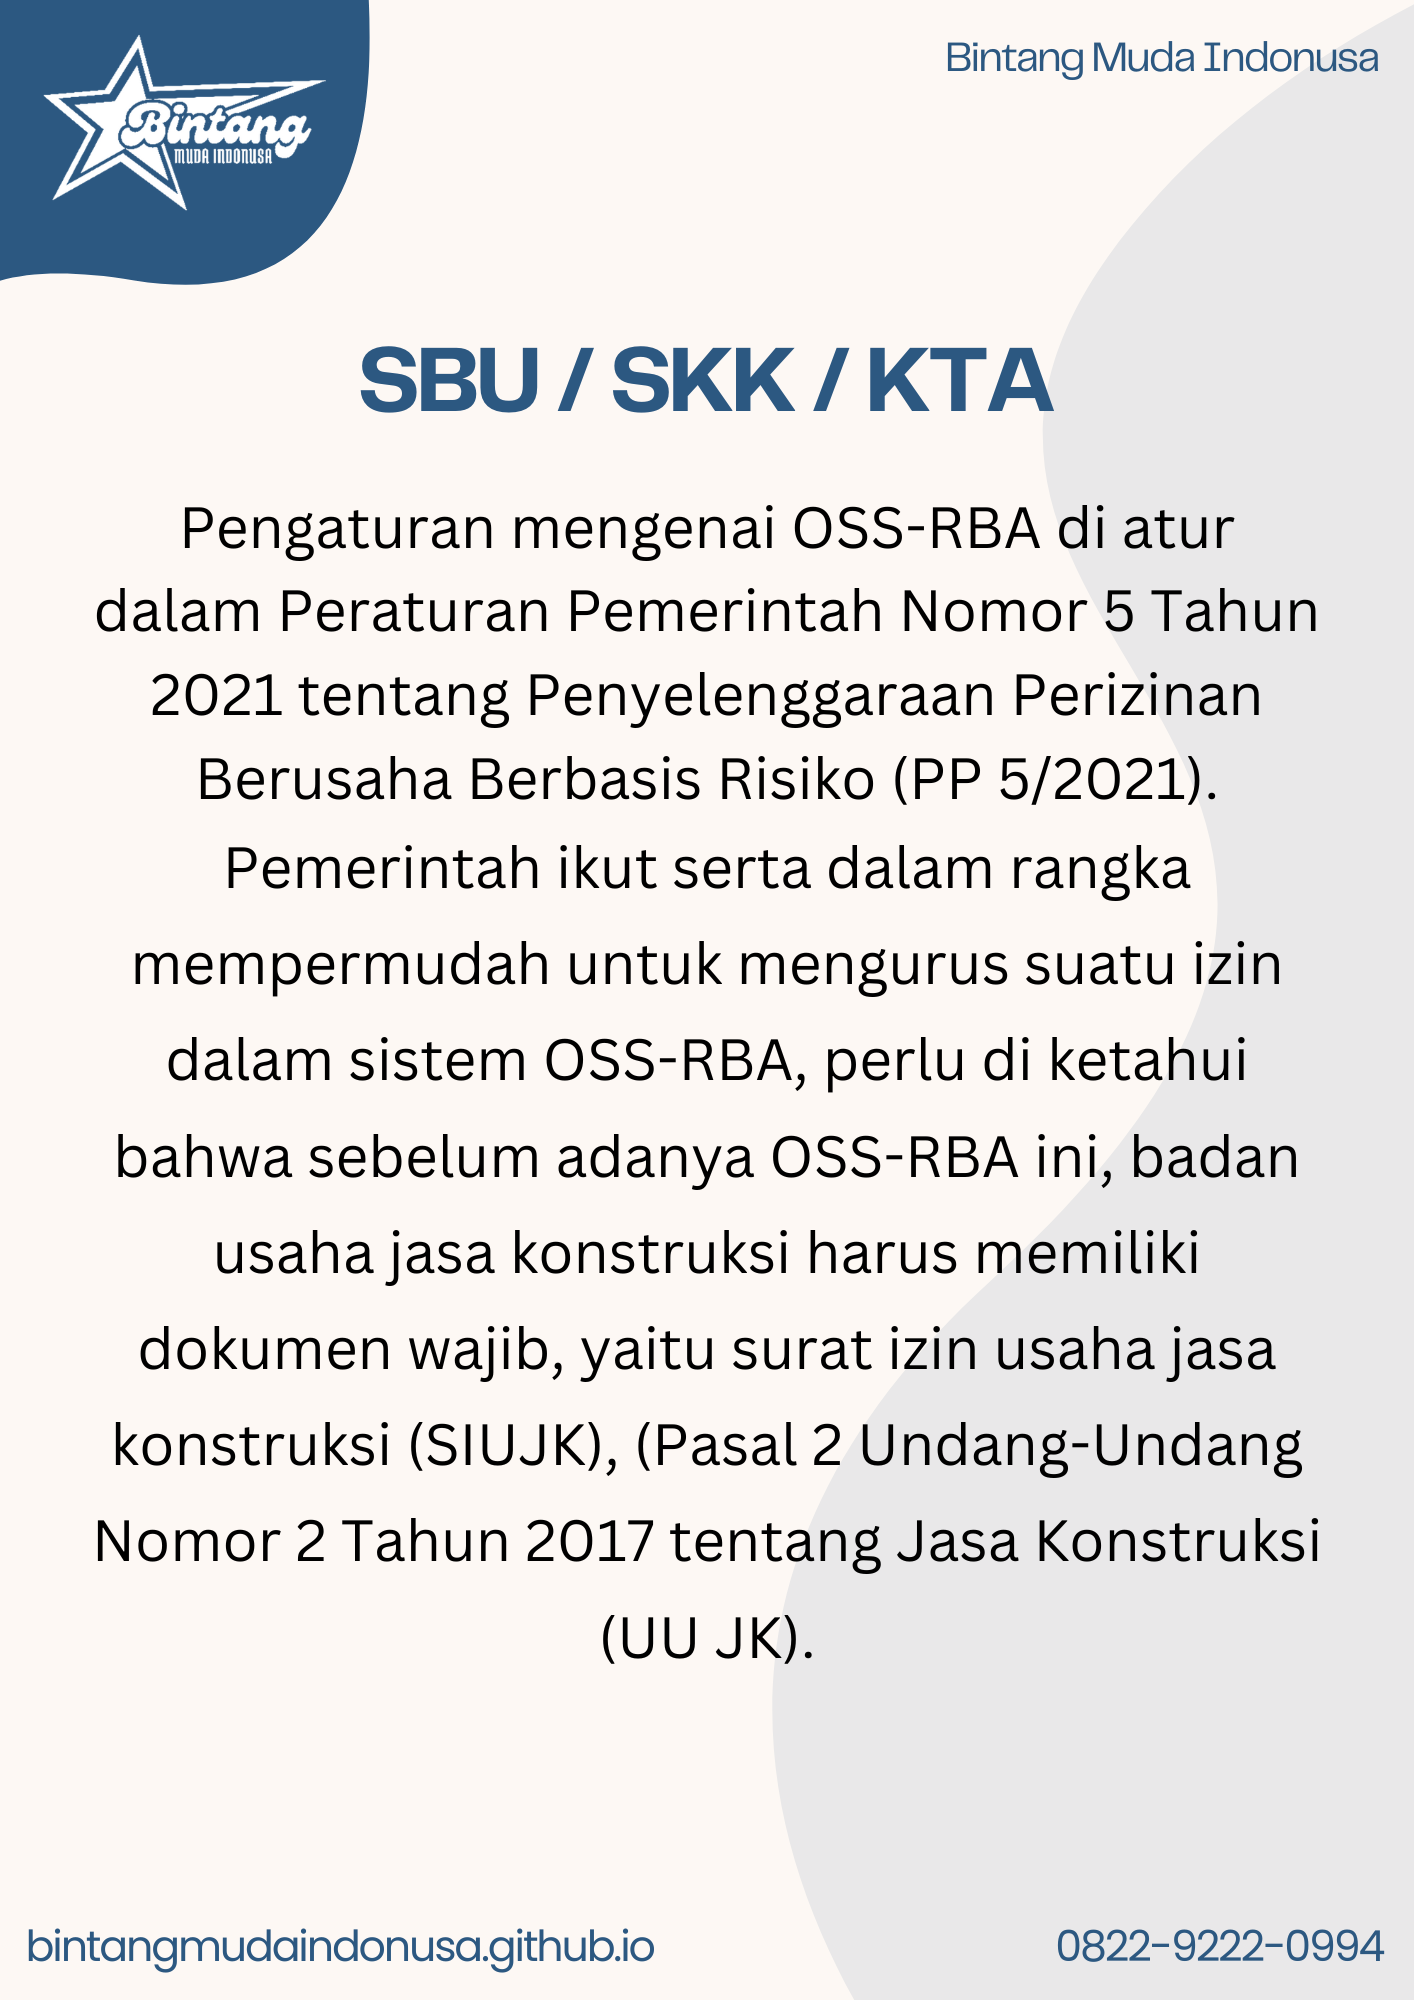 Bintang
MUDA INDONUSA
Bintang Muda Indonusa
SBU / SKK / KTA
Pengaturan mengenai OSS-RBA di atur
dalam Peraturan Pemerintah Nomor 5 Tahun
2021 tentang Penyelenggaraan Perizinan
Berusaha Berbasis Risiko (PP 5/2021).
Pemerintah ikut serta dalam rangka
mempermudah untuk mengurus suatu izin
dalam sistem OSS-RBA, perlu di ketahui
bahwa sebelum adanya OSS-RBA ini, badan
usaha jasa konstruksi harus memiliki
dokumen wajib, yaitu surat izin usaha jasa
konstruksi (SIUJK), (Pasal 2 Undang-Undang
Nomor 2 Tahun 2017 tentang Jasa Konstruksi
(UU JK).
bintangmudaindonusa.github.io
0822-9222-0994